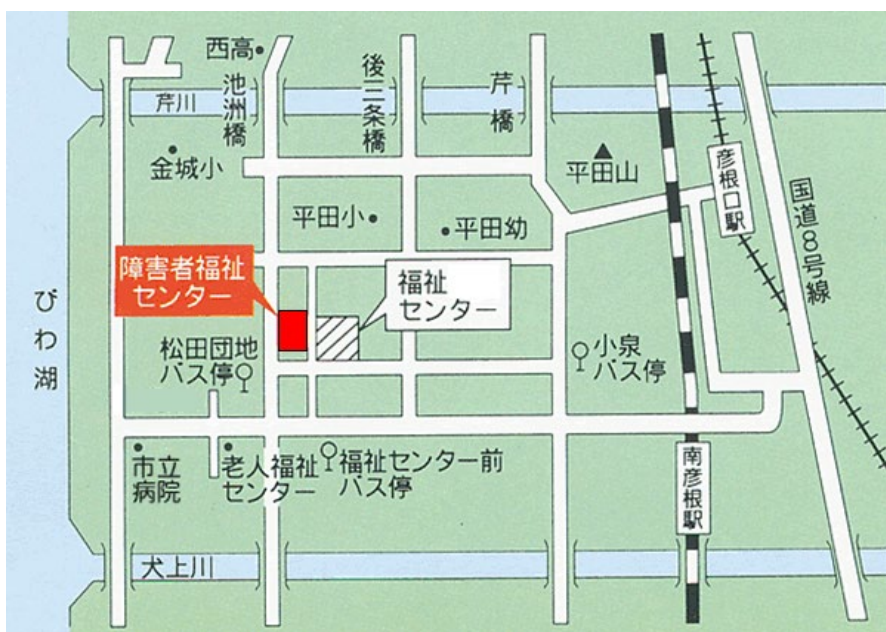 西高
芹川
池洲橋
後三条橋
芹橋
金城小
平田山
彦根口駅
国道8号線
平田小
平田幼
障害者福祉
センター
福祉
センター
びわ湖
松田団地
バス停
小泉
バス停
市立
病院
老人福祉
センター
福祉センター前
バス停
南彦根駅
犬上川